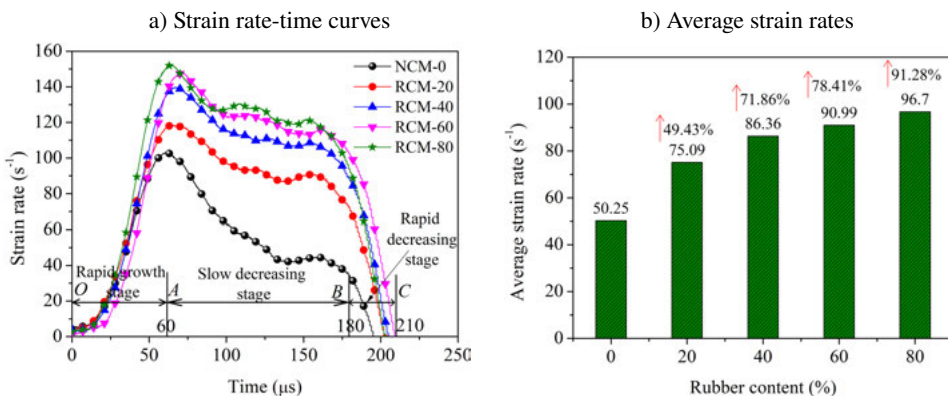 a) Strain rate-time curves
160
140
120
100
80
60
40
20
0
Strain rate (s⁻¹)
NCM-0
RCM-20
RCM-40
RCM-60
RCM-80
Rapid growth
stage
Slow decreasing
stage
Rapid
decreasing
stage
O
A
B
C
60
180
210
0
50
100
150
200
250
Time (μs)
b) Average strain rates
120
100
80
60
40
20
0
Average strain rate (s⁻¹)
50.25
49.43%
75.09
71.86%
86.36
78.41%
90.99
91.28%
96.7
0
20
40
60
80
Rubber content (%)